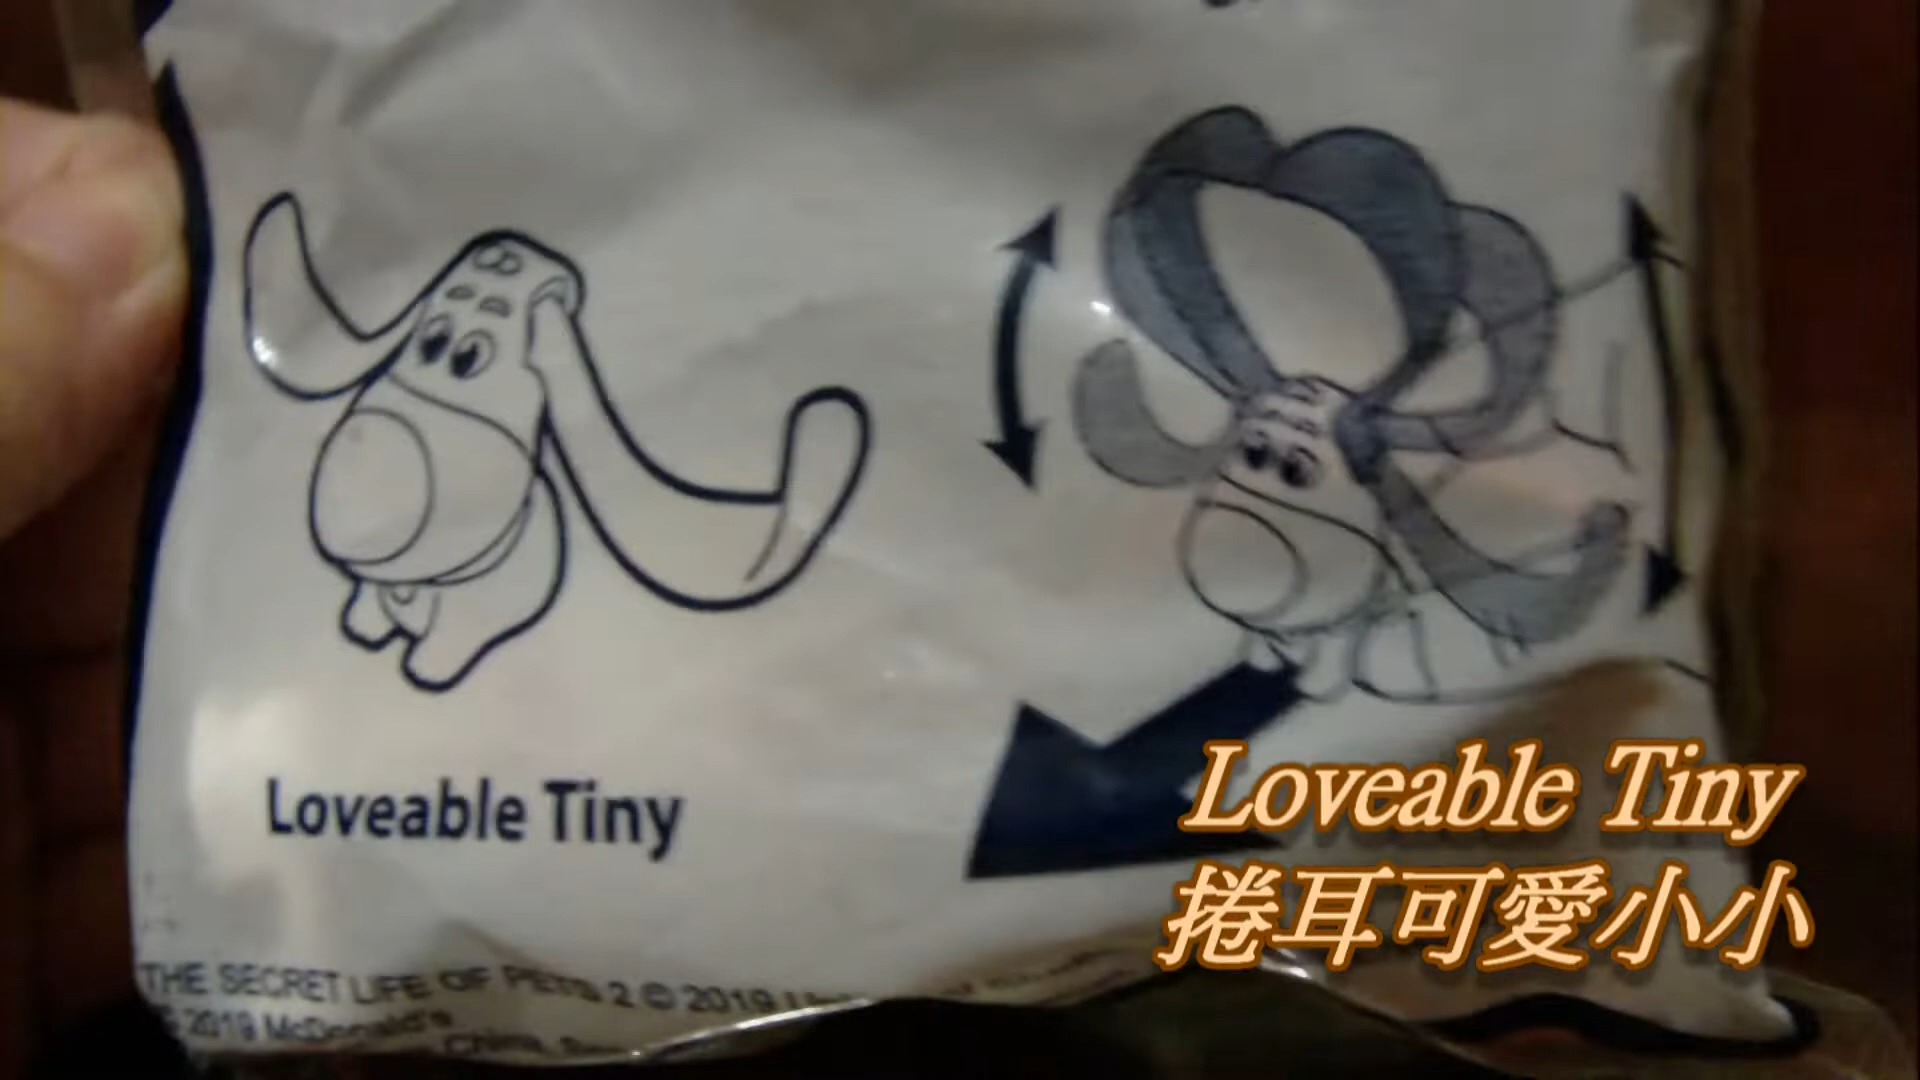 Loveable Tiny
Loveable Tiny
捲耳可愛小小
THE SECRET LIFE OF PETS 2 © 2019
2019 McDonald's
China,